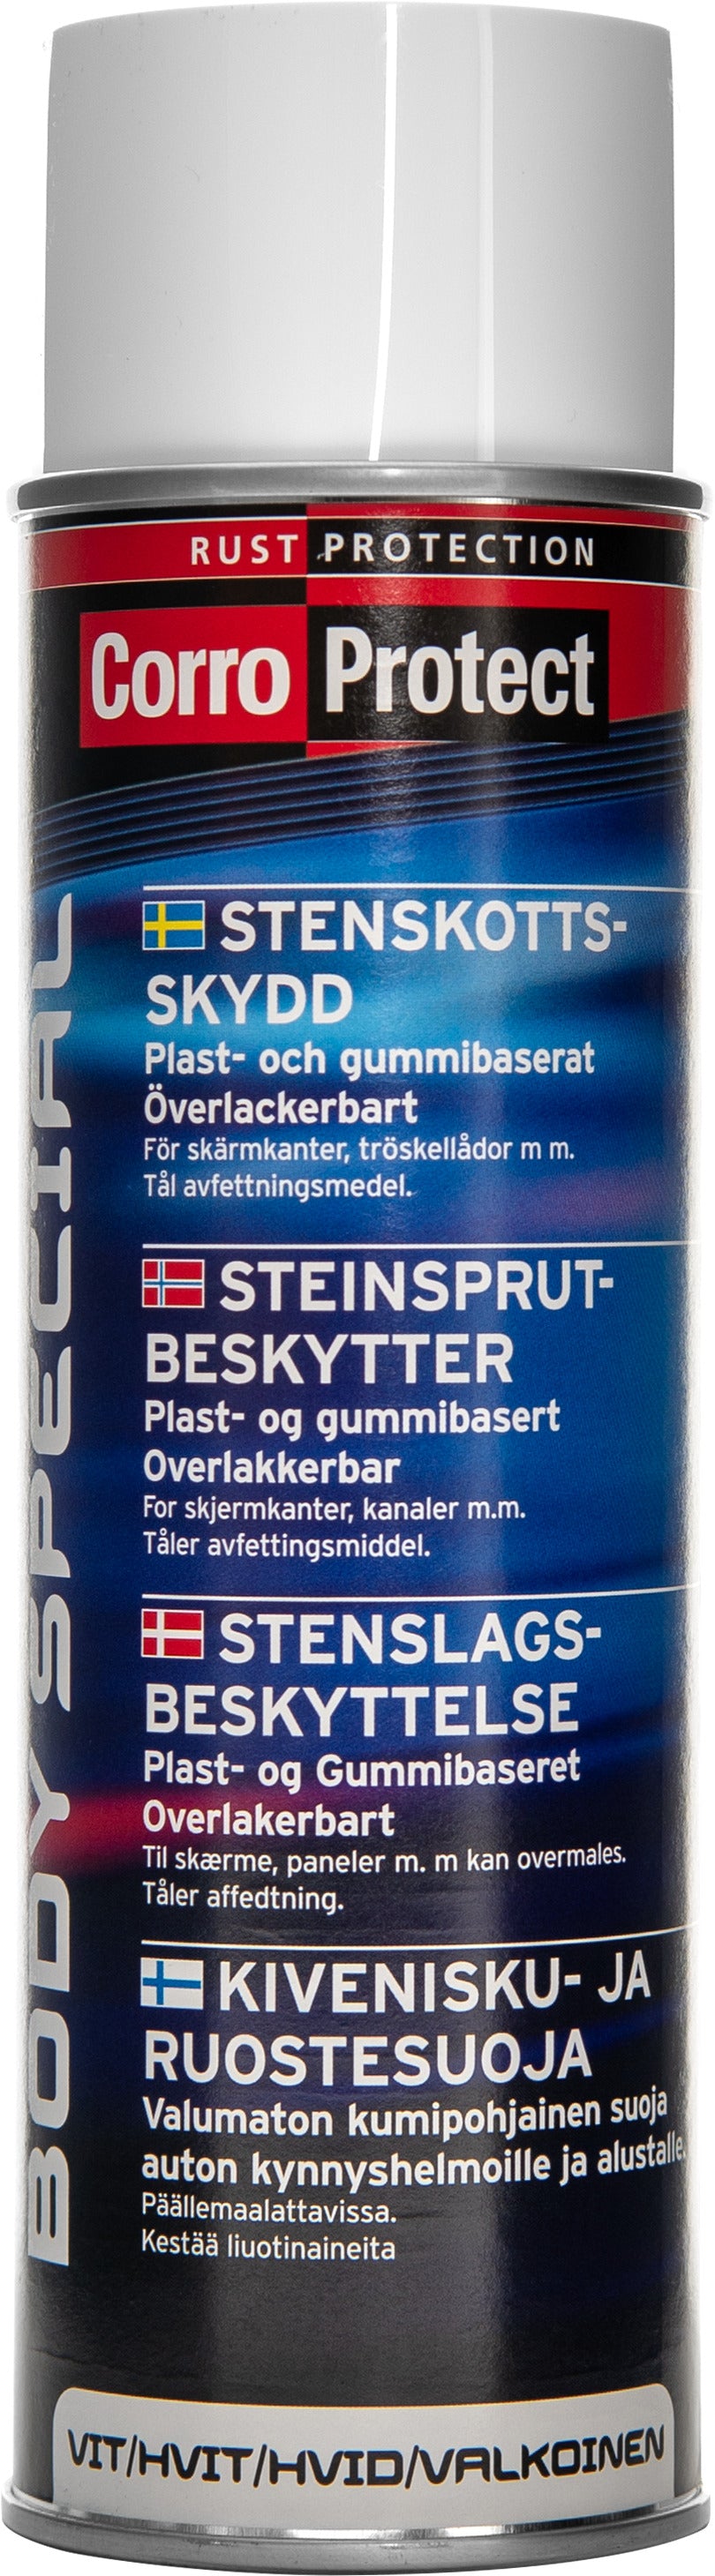 RUST PROTECTION
Corro Protect
BODY SPECIAL
STENSKOTTS-
SKYDD
Plast- och gummibaserat
Överlackerbart
För skärmkanter, tröskellådor m m.
Tål avfettningsmedel.
STEINSPRUT-
BESKYTTER
Plast- og gummibasert
Overlakkerbar
For skjermkanter, kanaler m.m.
Tåler avfettingsmiddel.
STENSLAGS-
BESKYTTELSE
Plast- og Gummibaseret
Overlakerbart
Til skærme, paneler m. m kan overmales.
Tåler affedtning.
KIVENISKU- JA
RUOSTESUOJA
Valumaton kumipohjainen suoja
auton kynnyshelmoille ja alustalle.
Päällemaalattavissa.
Kestää liuotinaineita
VIT/HVIT/HVID/VALKOINEN